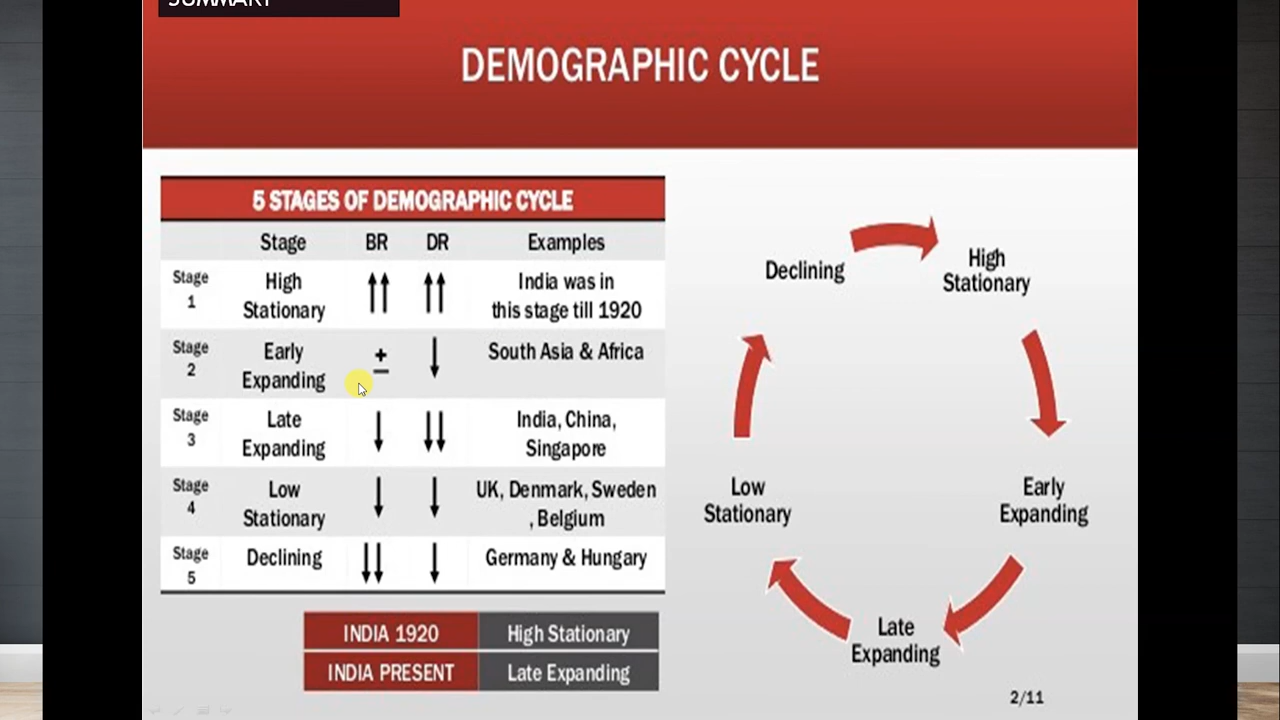 SUMMARY
DEMOGRAPHIC CYCLE
5 STAGES OF DEMOGRAPHIC CYCLE
Stage BR DR Examples
Stage 1 High Stationary ↑↑ ↑↑ India was in this stage till 1920
Stage 2 Early Expanding ± ↓ South Asia & Africa
Stage 3 Late Expanding ↓ ↓↓ India, China, Singapore
Stage 4 Low Stationary ↓ ↓ UK, Denmark, Sweden , Belgium
Stage 5 Declining ↓↓ ↓ Germany & Hungary
INDIA 1920 High Stationary
INDIA PRESENT Late Expanding
Declining
High
Stationary
Early
Expanding
Late
Expanding
Low
Stationary
2/11